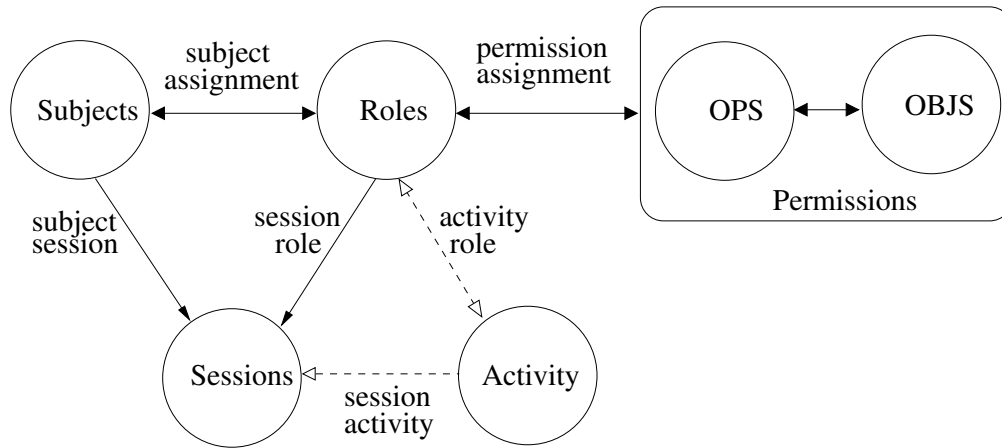 subject
assignment
permission
assignment
Subjects
Roles
OPS
OBJS
Permissions
subject
session
session
role
activity
role
Sessions
Activity
session
activity